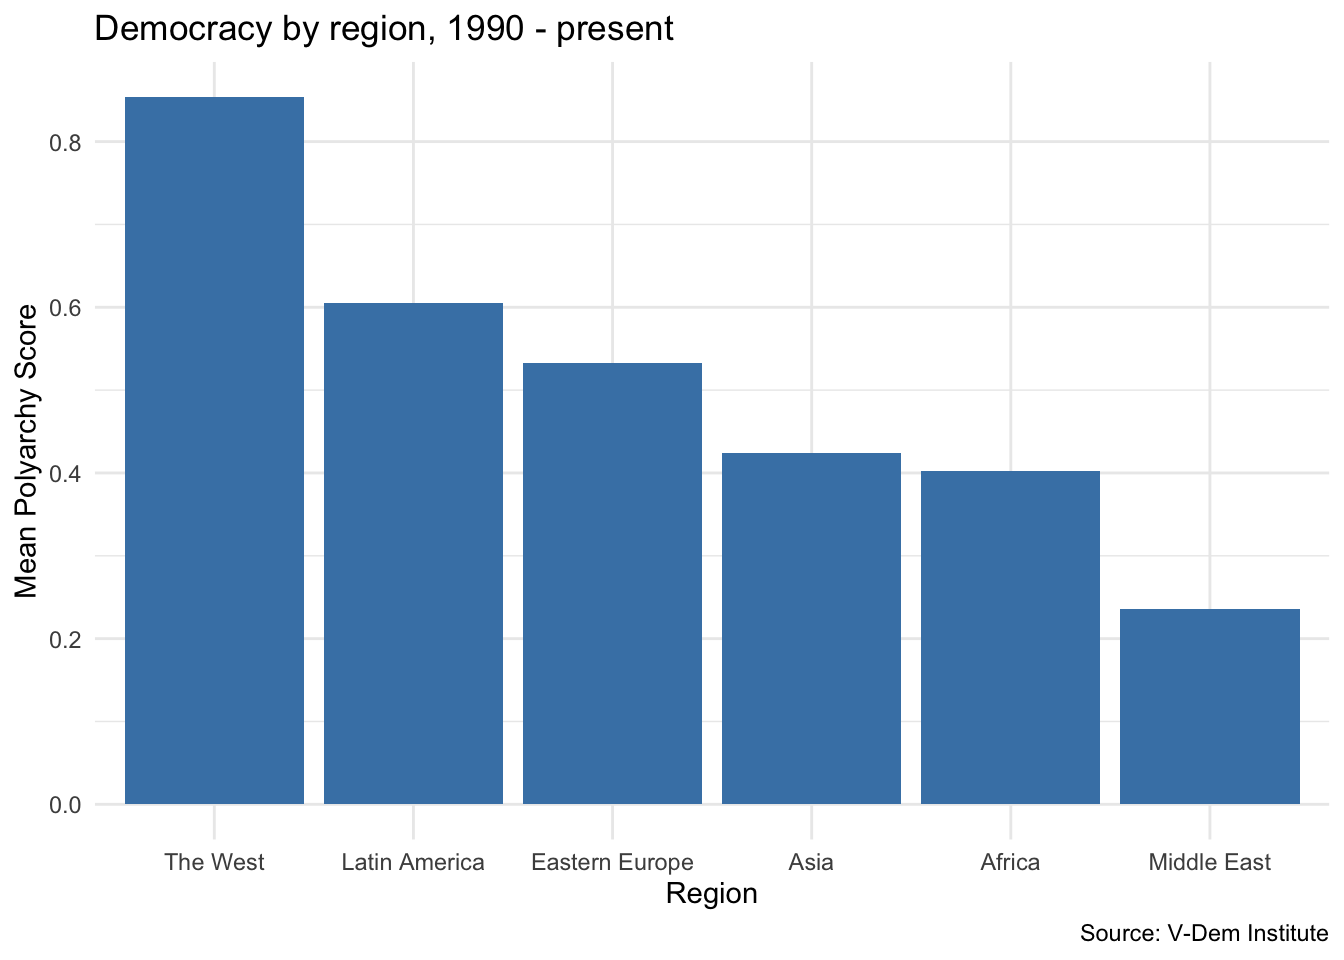 Democracy by region, 1990 - present
Mean Polyarchy Score
0.8
0.6
0.4
0.2
0.0
The West Latin America Eastern Europe Asia Africa Middle East
Region
Source: V-Dem Institute